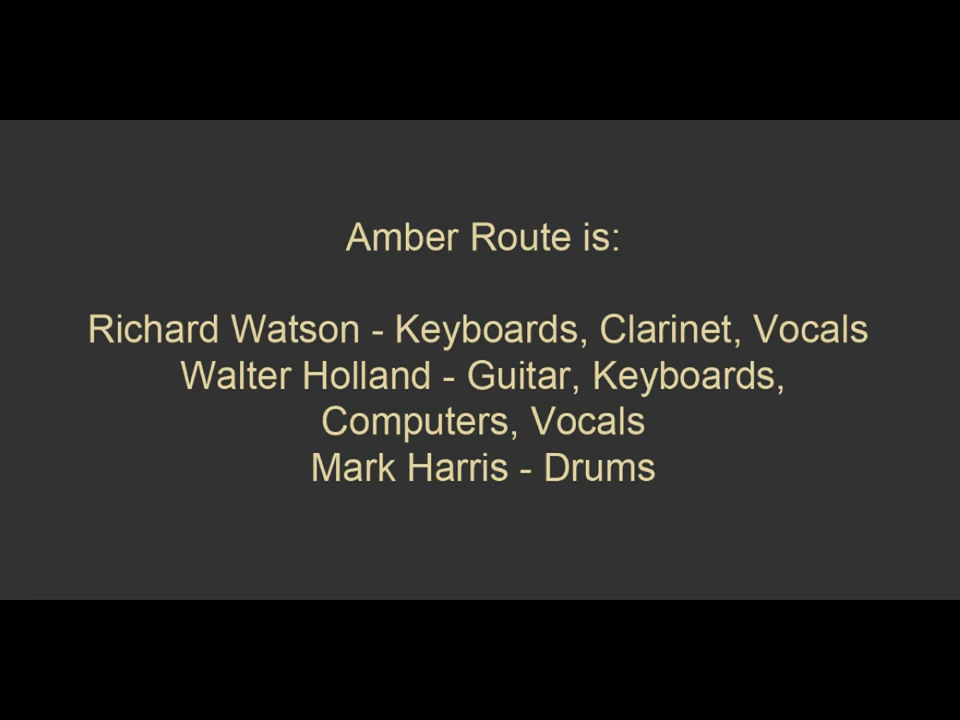 Amber Route is:
Richard Watson - Keyboards, Clarinet, Vocals
Walter Holland - Guitar, Keyboards,
Computers, Vocals
Mark Harris - Drums